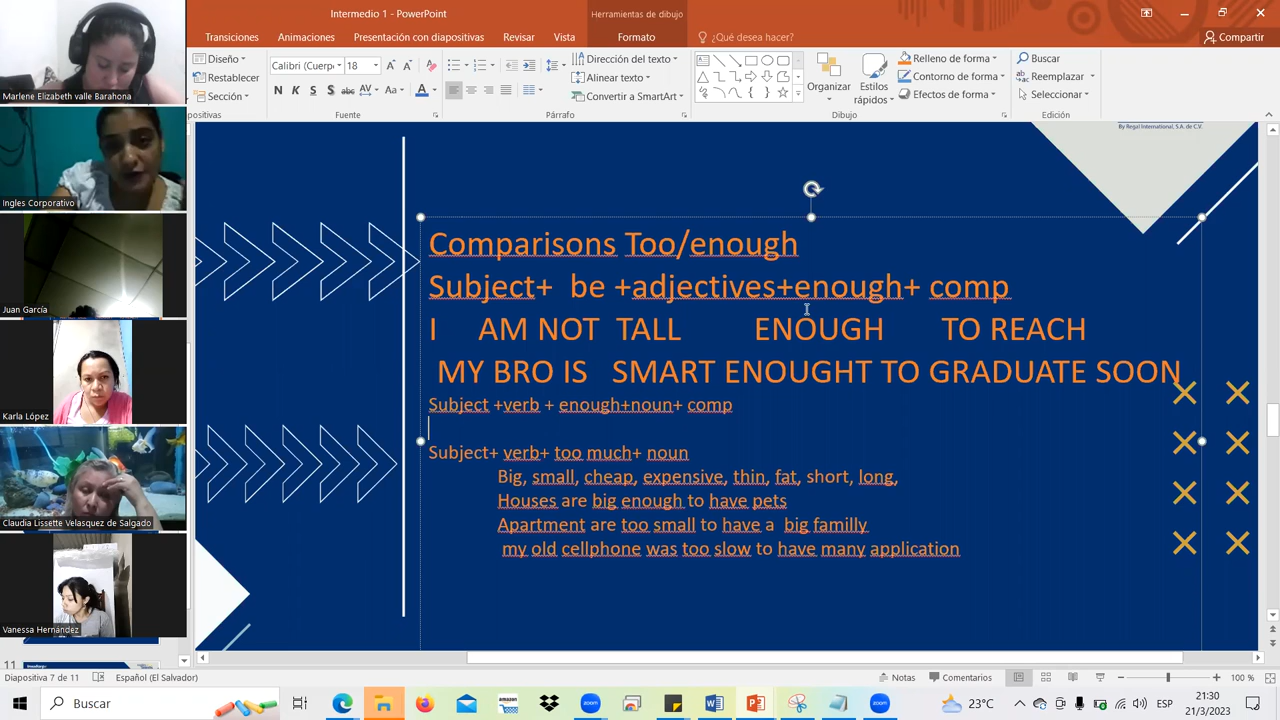 Intermedio 1 - PowerPoint
Herramientas de dibujo
Transiciones
Animaciones
Presentación con diapositivas
Revisar
Vista
Formato
¿Qué desea hacer?
Compartir
Diseño
Restablecer
Sección
positivas
Calibri (Cuerp
18
N K S S abc AV Aa A
Fuente
Dirección del texto
Alinear texto
Convertir a SmartArt
Párrafo
Organizar
Estilos
rápidos
Relleno de forma
Contorno de forma
Efectos de forma
Dibujo
Buscar
Reemplazar
Seleccionar
Edición
Marlene Elizabeth valle Barahona
Ingles Corporativo
Juan García
Karla López
Claudia Lissette Velasquez de Salgado
Vanessa Hernández
11
By Regal International, S.A. de C.V.
Comparisons Too/enough
Subject+ be +adjectives+enough+ comp
I AM NOT TALL ENOUGH TO REACH
MY BRO IS SMART ENOUGHT TO GRADUATE SOON
Subject +verb + enough+noun+ comp
Subject+ verb+ too much+ noun
Big, small, cheap, expensive, thin, fat, short, long,
Houses are big enough to have pets
Apartment are too small to have a big familly
my old cellphone was too slow to have many application
Diapositiva 7 de 11
Español (El Salvador)
Notas
Comentarios
100 %
Buscar
amazon
zoom
zoom
23°C
ES
21:30
21/3/2023